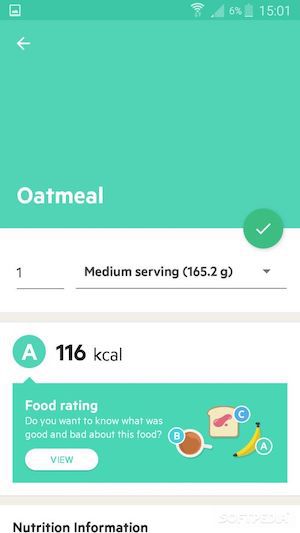 6% 15:01
Oatmeal
1 Medium serving (165.2 g)
A 116 kcal
Food rating
Do you want to know what was
good and bad about this food?
C
B
A
VIEW
Nutrition Information
SOFTPEDIA